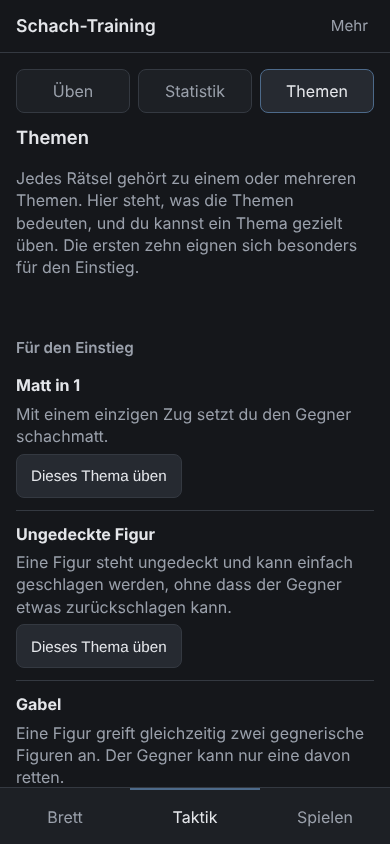 Schach-Training
Mehr
Üben
Statistik
Themen
Themen
Jedes Rätsel gehört zu einem oder mehreren
Themen. Hier steht, was die Themen
bedeuten, und du kannst ein Thema gezielt
üben. Die ersten zehn eignen sich besonders
für den Einstieg.
Für den Einstieg
Matt in 1
Mit einem einzigen Zug setzt du den Gegner
schachmatt.
Dieses Thema üben
Ungedeckte Figur
Eine Figur steht ungedeckt und kann einfach
geschlagen werden, ohne dass der Gegner
etwas zurückschlagen kann.
Dieses Thema üben
Gabel
Eine Figur greift gleichzeitig zwei gegnerische
Figuren an. Der Gegner kann nur eine davon
retten.
Brett
Taktik
Spielen